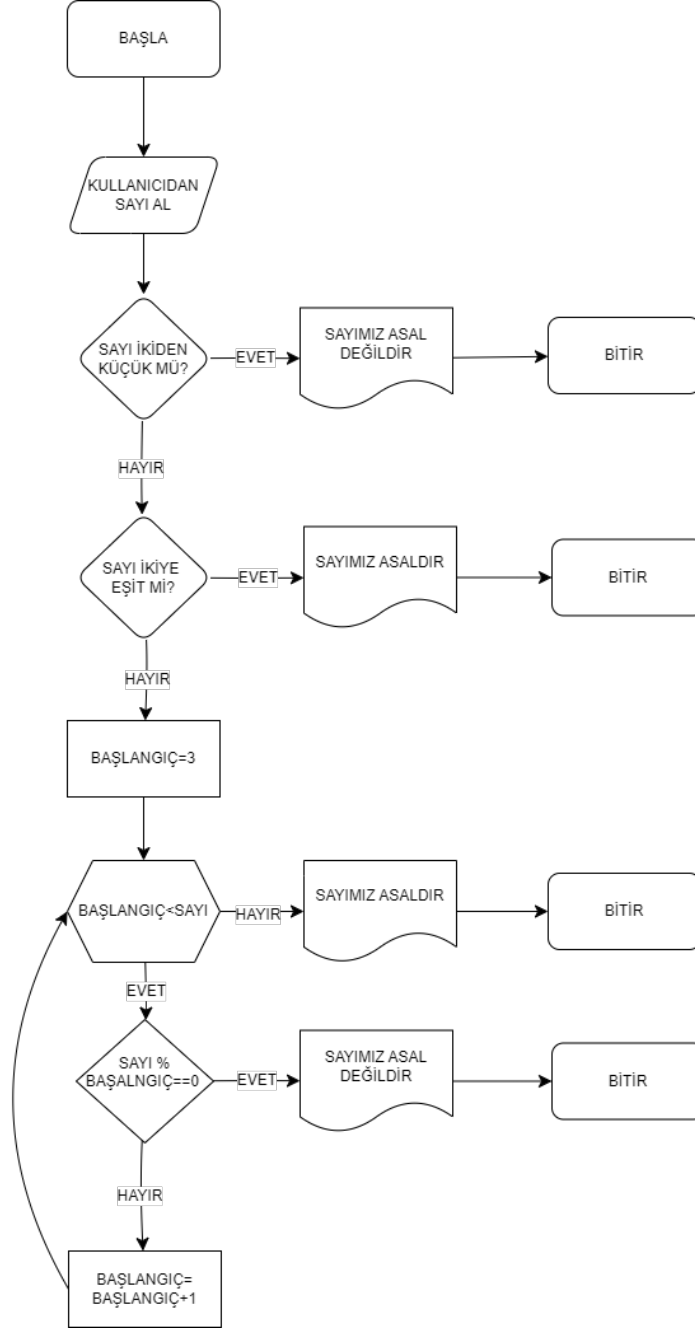 BAŞLA
KULLANICIDAN
SAYI AL
SAYI İKİDEN
KÜÇÜK MÜ?
EVET
SAYIMIZ ASAL
DEĞİLDİR
BİTİR
HAYIR
SAYI İKİYE
EŞİT Mİ?
EVET
SAYIMIZ ASALDIR
BİTİR
HAYIR
BAŞLANGIÇ=3
BAŞLANGIÇ<SAYI
HAYIR
SAYIMIZ ASALDIR
BİTİR
EVET
SAYI %
BAŞALNGIÇ==0
EVET
SAYIMIZ ASAL
DEĞİLDİR
BİTİR
HAYIR
BAŞLANGIÇ=
BAŞLANGIÇ+1